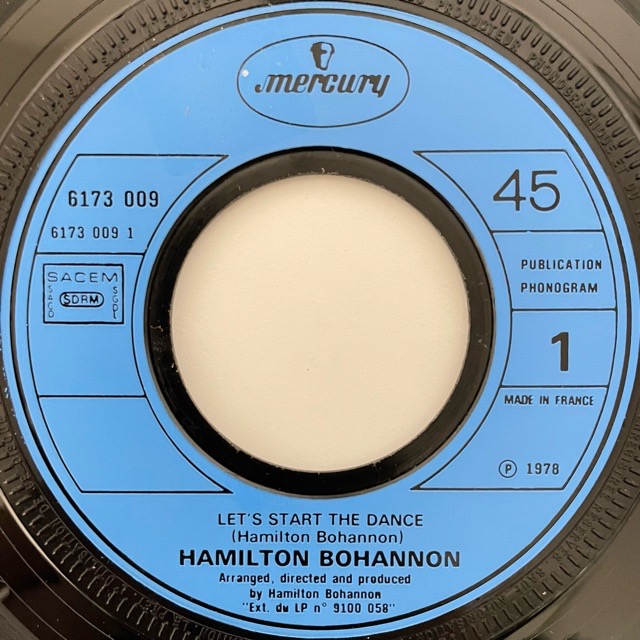 mercury
6173 009
6173 009 1
SACEM
SACD
SDRM
SGDL
45
PUBLICATION
PHONOGRAM
1
MADE IN FRANCE
Ⓟ 1978
LET'S START THE DANCE
(Hamilton Bohannon)
HAMILTON BOHANNON
Arranged, directed and produced
by Hamilton Bohannon
"Ext. du LP n° 9100 058"